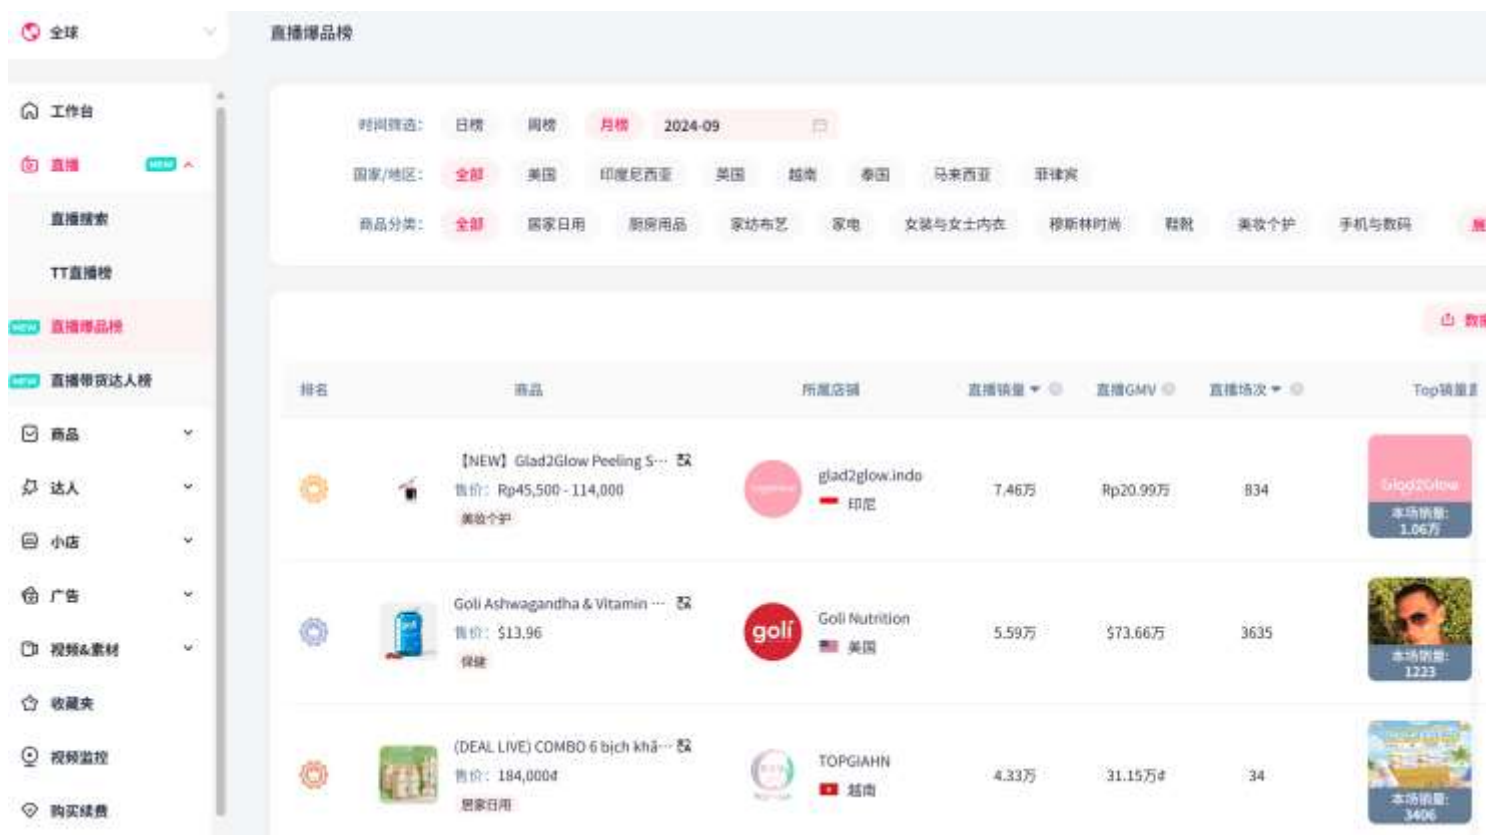 全球
直播爆品榜
工作台
直播 NEW
直播搜索
TT直播榜
NEW 直播爆品榜
NEW 直播带货达人榜
商品
达人
小店
广告
视频&素材
收藏夹
视频监控
购买续费
时间筛选: 日榜 周榜 月榜 2024-09
国家/地区: 全部 美国 印度尼西亚 英国 越南 泰国 马来西亚 菲律宾
商品分类: 全部 居家日用 厨房用品 家纺布艺 家电 女装与女士内衣 穆斯林时尚 鞋靴 美妆个护 手机与数码
数据
排名 商品 所属店铺 直播销量 直播GMV 直播场次 Top销量直
【NEW】Glad2Glow Peeling S···
售价: Rp45,500 - 114,000
美妆个护
glad2glow.indo
印尼
7.46万 Rp20.99万 834
Glad2Glow
本场销量:
1.06万
Goli Ashwagandha & Vitamin ···
售价: $13.96
保健
goli
Goli Nutrition
美国
5.59万 $73.66万 3635
本场销量:
1223
(DEAL LIVE) COMBO 6 bịch khă···
售价: 184,000₫
居家日用
TOPGIAHN
越南
4.33万 31.15万₫ 34
本场销量:
3406